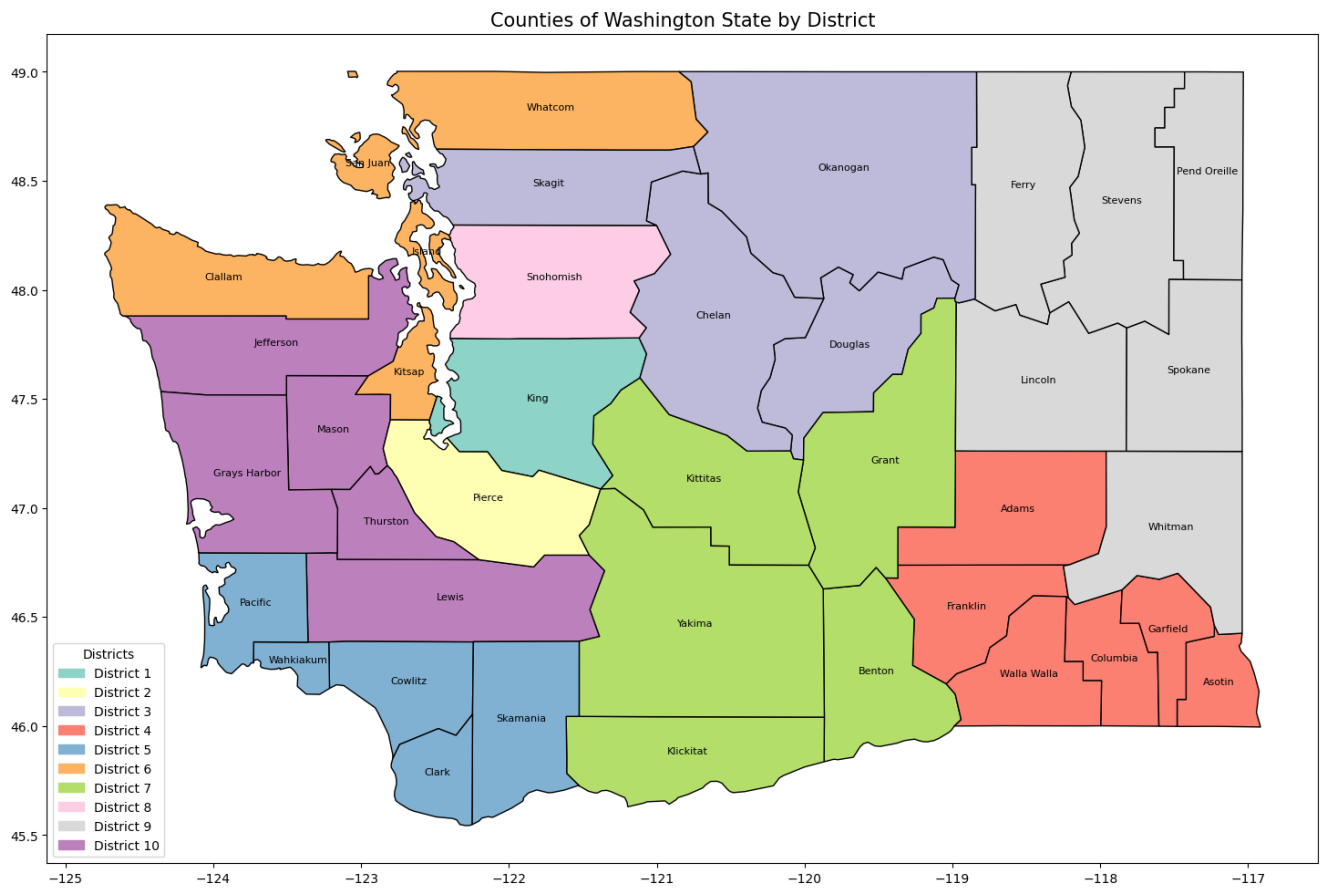 Counties of Washington State by District
49.0
48.5
48.0
47.5
47.0
46.5
46.0
45.5
Whatcom
San Juan
Okanogan
Pend Oreille
Skagit
Ferry
Stevens
Island
Clallam
Snohomish
Chelan
Jefferson
Douglas
Kitsap
Spokane
Lincoln
King
Mason
Grant
Grays Harbor
Kittitas
Pierce
Adams
Thurston
Whitman
Pacific
Lewis
Franklin
Yakima
Garfield
Wahkiakum
Columbia
Cowlitz
Benton
Walla Walla
Asotin
Skamania
Klickitat
Clark
Districts
District 1
District 2
District 3
District 4
District 5
District 6
District 7
District 8
District 9
District 10
−125 −124 −123 −122 −121 −120 −119 −118 −117